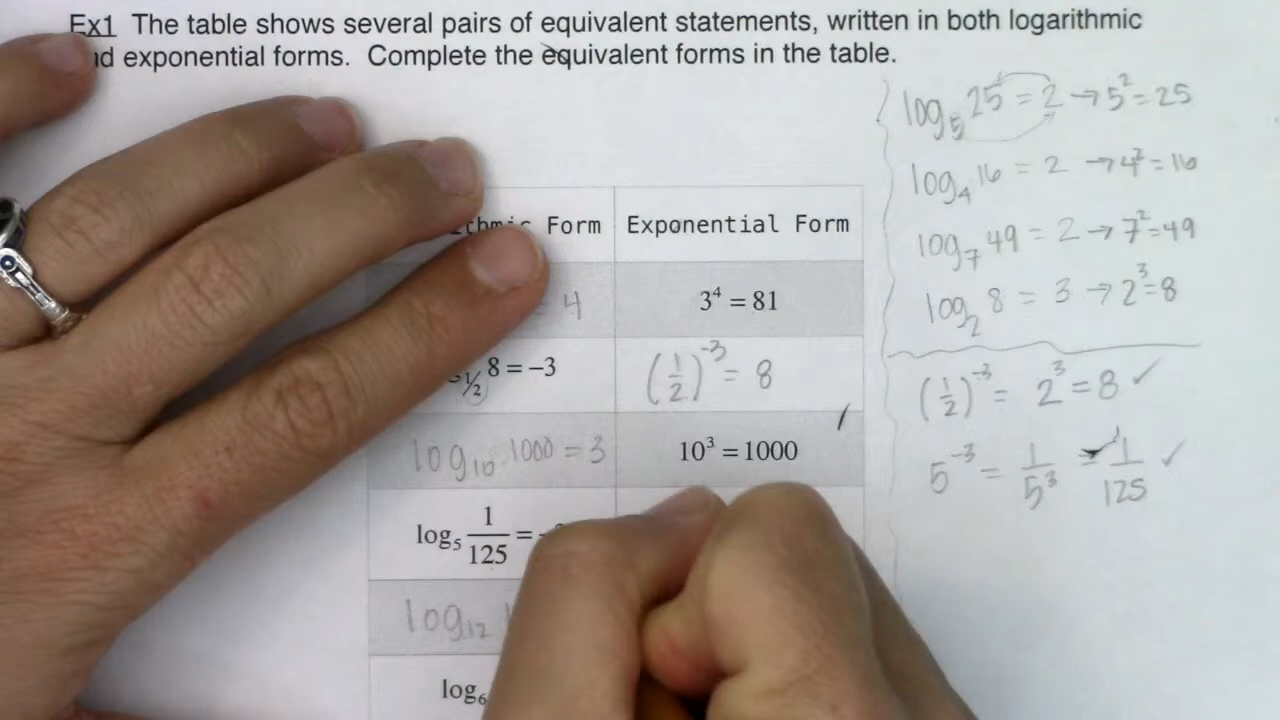 Ex1 The table shows several pairs of equivalent statements, written in both logarithmic
exponential forms. Complete the equivalent forms in the table.
Form Exponential Form
4 3⁴ = 81
½ 8 = −3 (1/2)⁻³ = 8
log₁₀ 1000 = 3 10³ = 1000
log₅ 1/125 =
log₁₂
log₆
log₅ 25 = 2 → 5² = 25
log₄ 16 = 2 → 4² = 16
log₇ 49 = 2 → 7² = 49
log₂ 8 = 3 → 2³ = 8
(1/2)⁻³ = 2³ = 8 ✓
5⁻³ = 1/5³ = 1/125 ✓